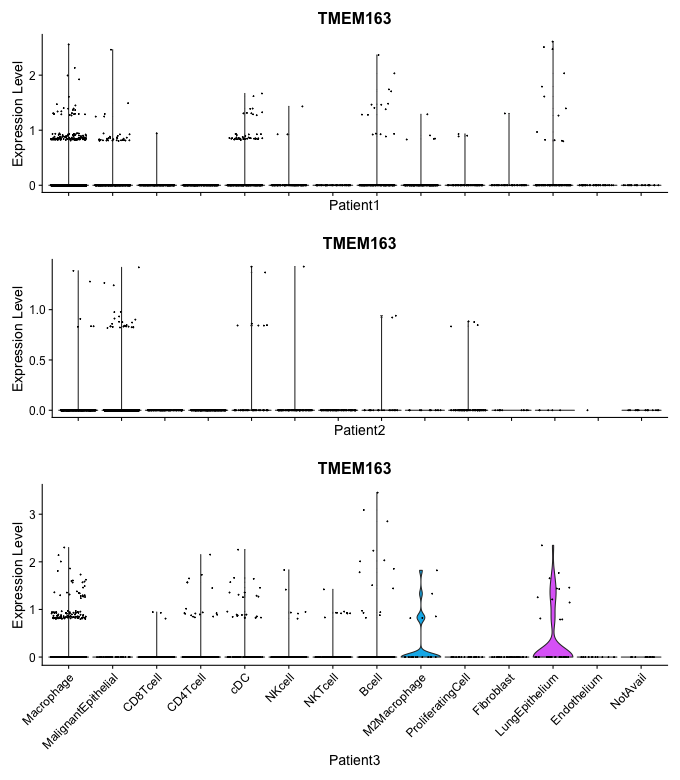 TMEM163
Expression Level
2
1
0
Patient1
TMEM163
Expression Level
1.0
0.5
0.0
Patient2
TMEM163
Expression Level
3
2
1
0
Macrophage
MalignantEpithelial
CD8Tcell
CD4Tcell
cDC
NKcell
NKTcell
Bcell
M2Macrophage
ProliferatingCell
Fibroblast
LungEpithelium
Endothelium
NotAvail
Patient3